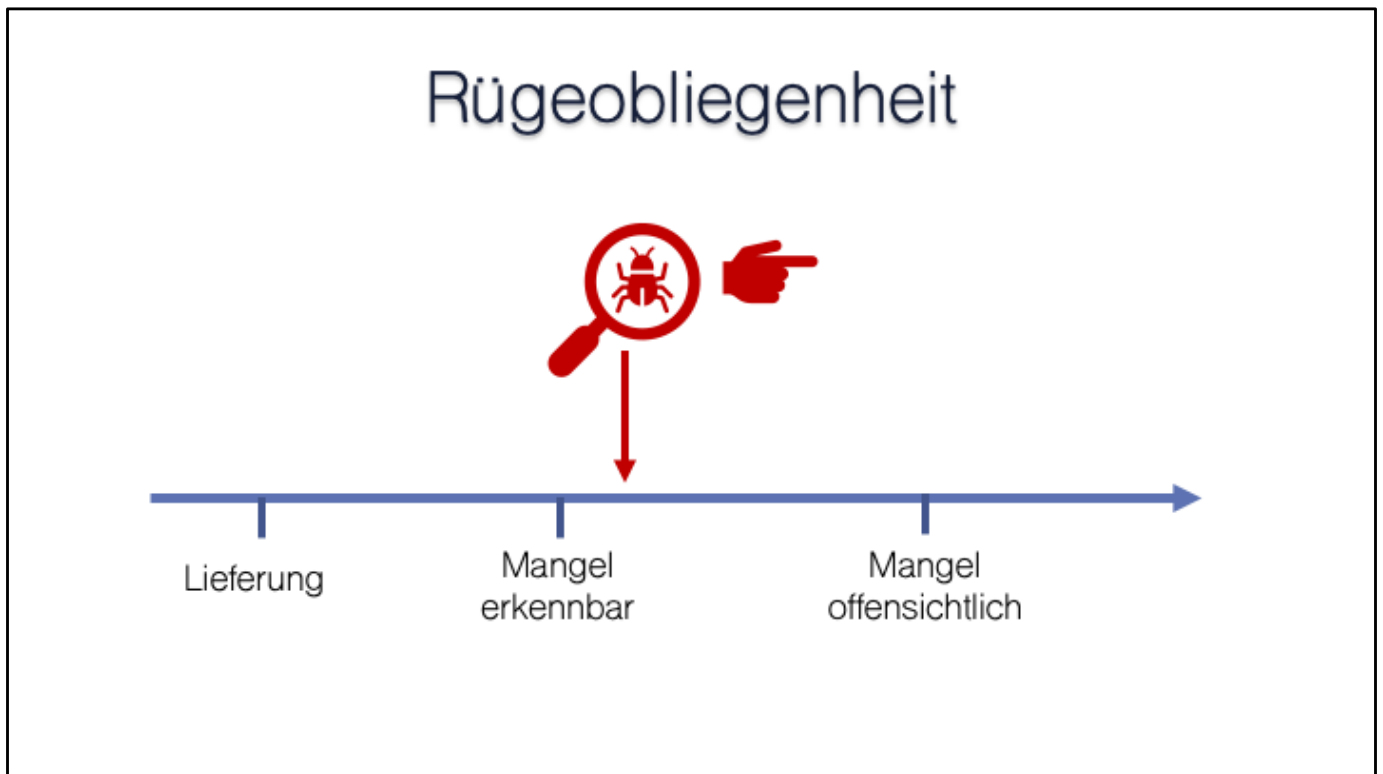 Rügeobliegenheit
Lieferung
Mangel
erkennbar
Mangel
offensichtlich